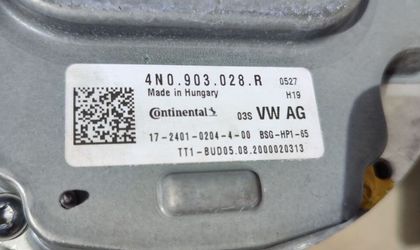 4N0.903.028.R 0527
Made in Hungary H19
Continental 03S VW AG
17-2401-0204-4-00 BSG-HP1-65
TT1-BUD05.08.2000020313